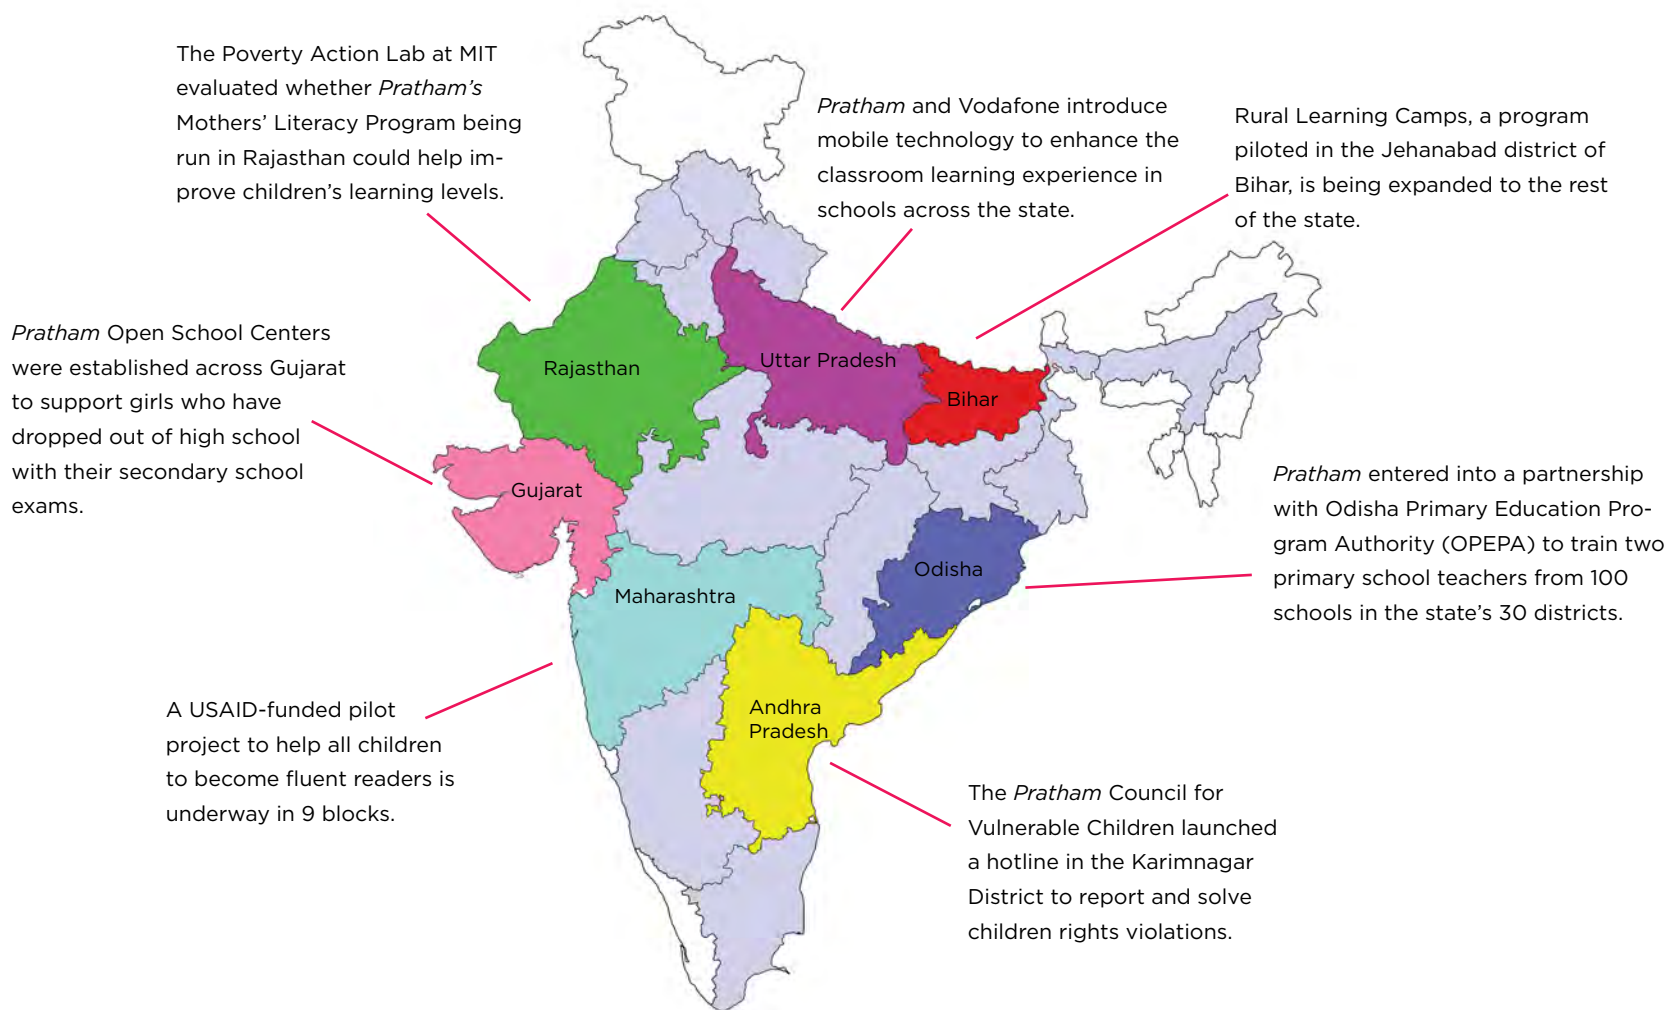 The Poverty Action Lab at MIT
evaluated whether Pratham's
Mothers' Literacy Program being
run in Rajasthan could help im-
prove children's learning levels.
Pratham and Vodafone introduce
mobile technology to enhance the
classroom learning experience in
schools across the state.
Rural Learning Camps, a program
piloted in the Jehanabad district of
Bihar, is being expanded to the rest
of the state.
Pratham Open School Centers
were established across Gujarat
to support girls who have
dropped out of high school
with their secondary school
exams.
Rajasthan
Uttar Pradesh
Bihar
Gujarat
Pratham entered into a partnership
with Odisha Primary Education Pro-
gram Authority (OPEPA) to train two
primary school teachers from 100
schools in the state's 30 districts.
Odisha
Maharashtra
Andhra
Pradesh
A USAID-funded pilot
project to help all children
to become fluent readers is
underway in 9 blocks.
The Pratham Council for
Vulnerable Children launched
a hotline in the Karimnagar
District to report and solve
children rights violations.